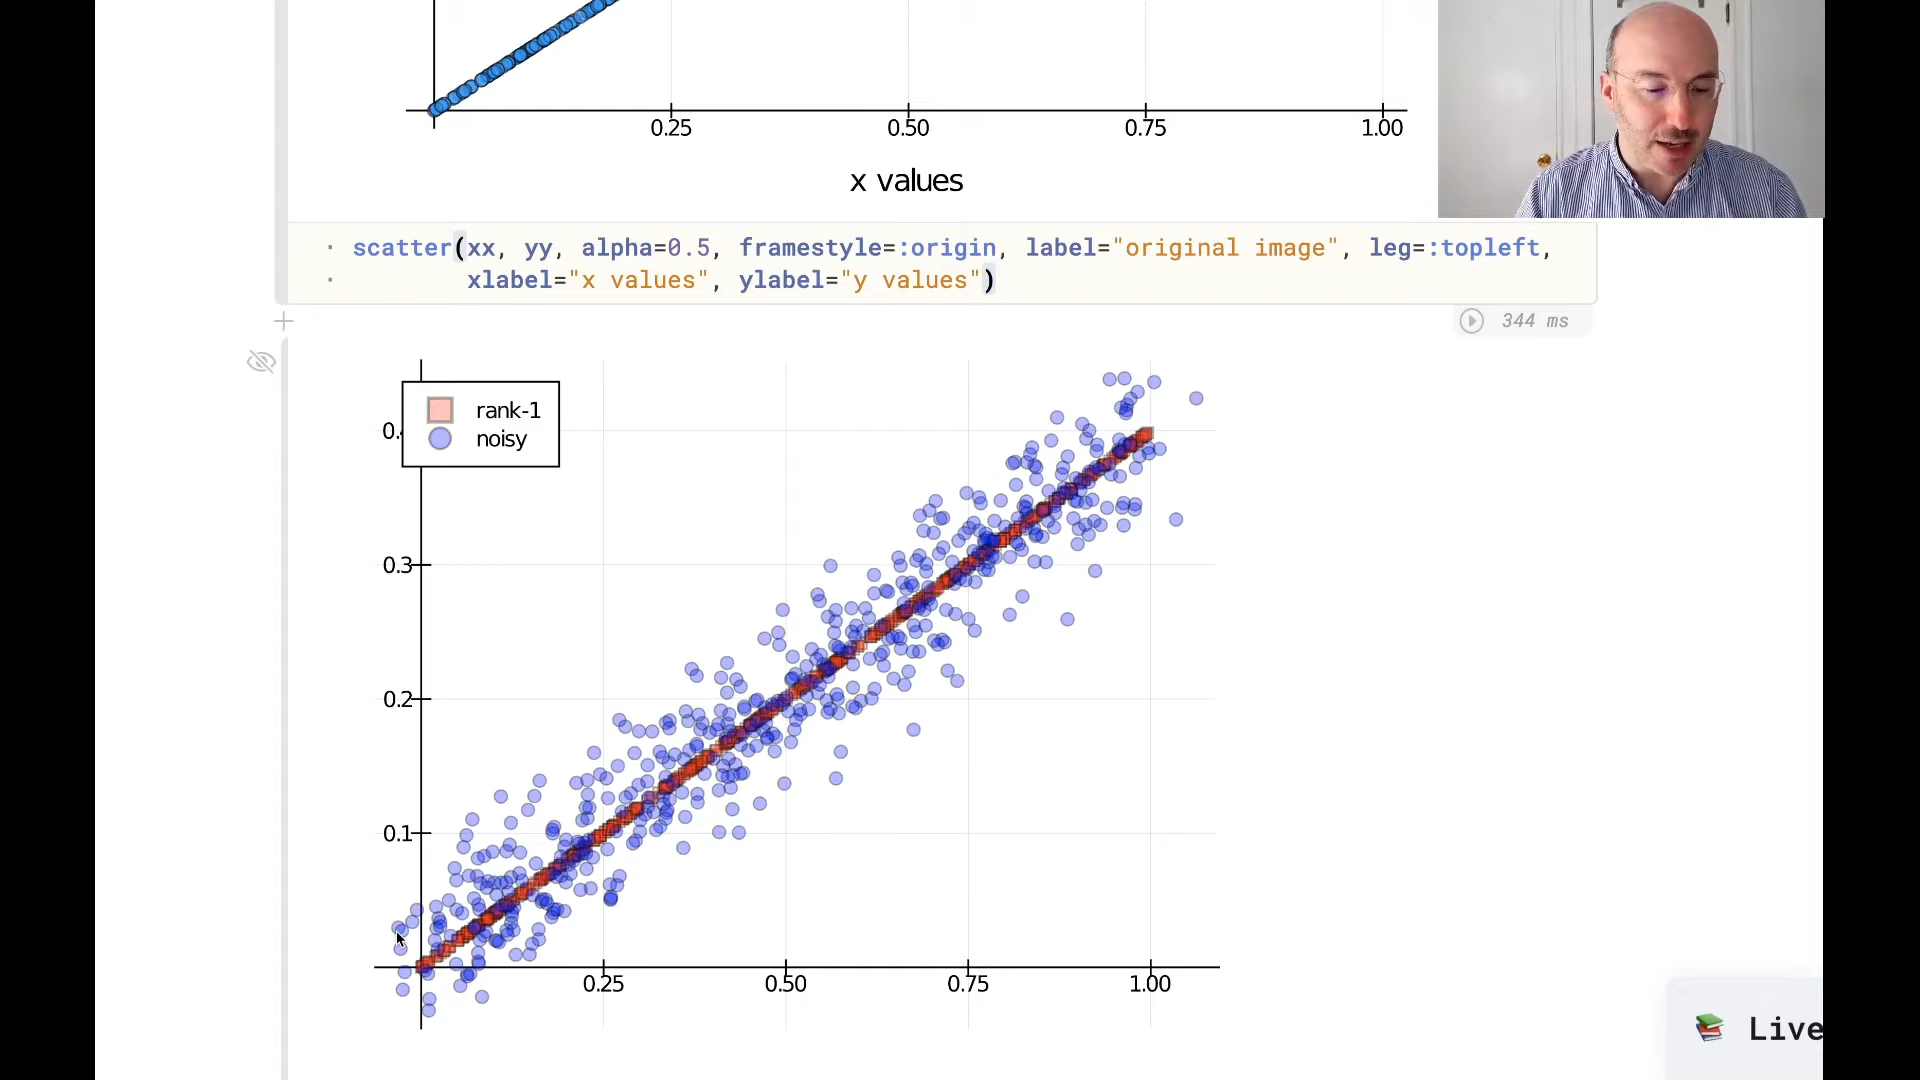 0.25 0.50 0.75 1.00
x values
scatter(xx, yy, alpha=0.5, framestyle=:origin, label="original image", leg=:topleft,
xlabel="x values", ylabel="y values")
344 ms
rank-1
noisy
0.3
0.2
0.1
0.25 0.50 0.75 1.00
Live